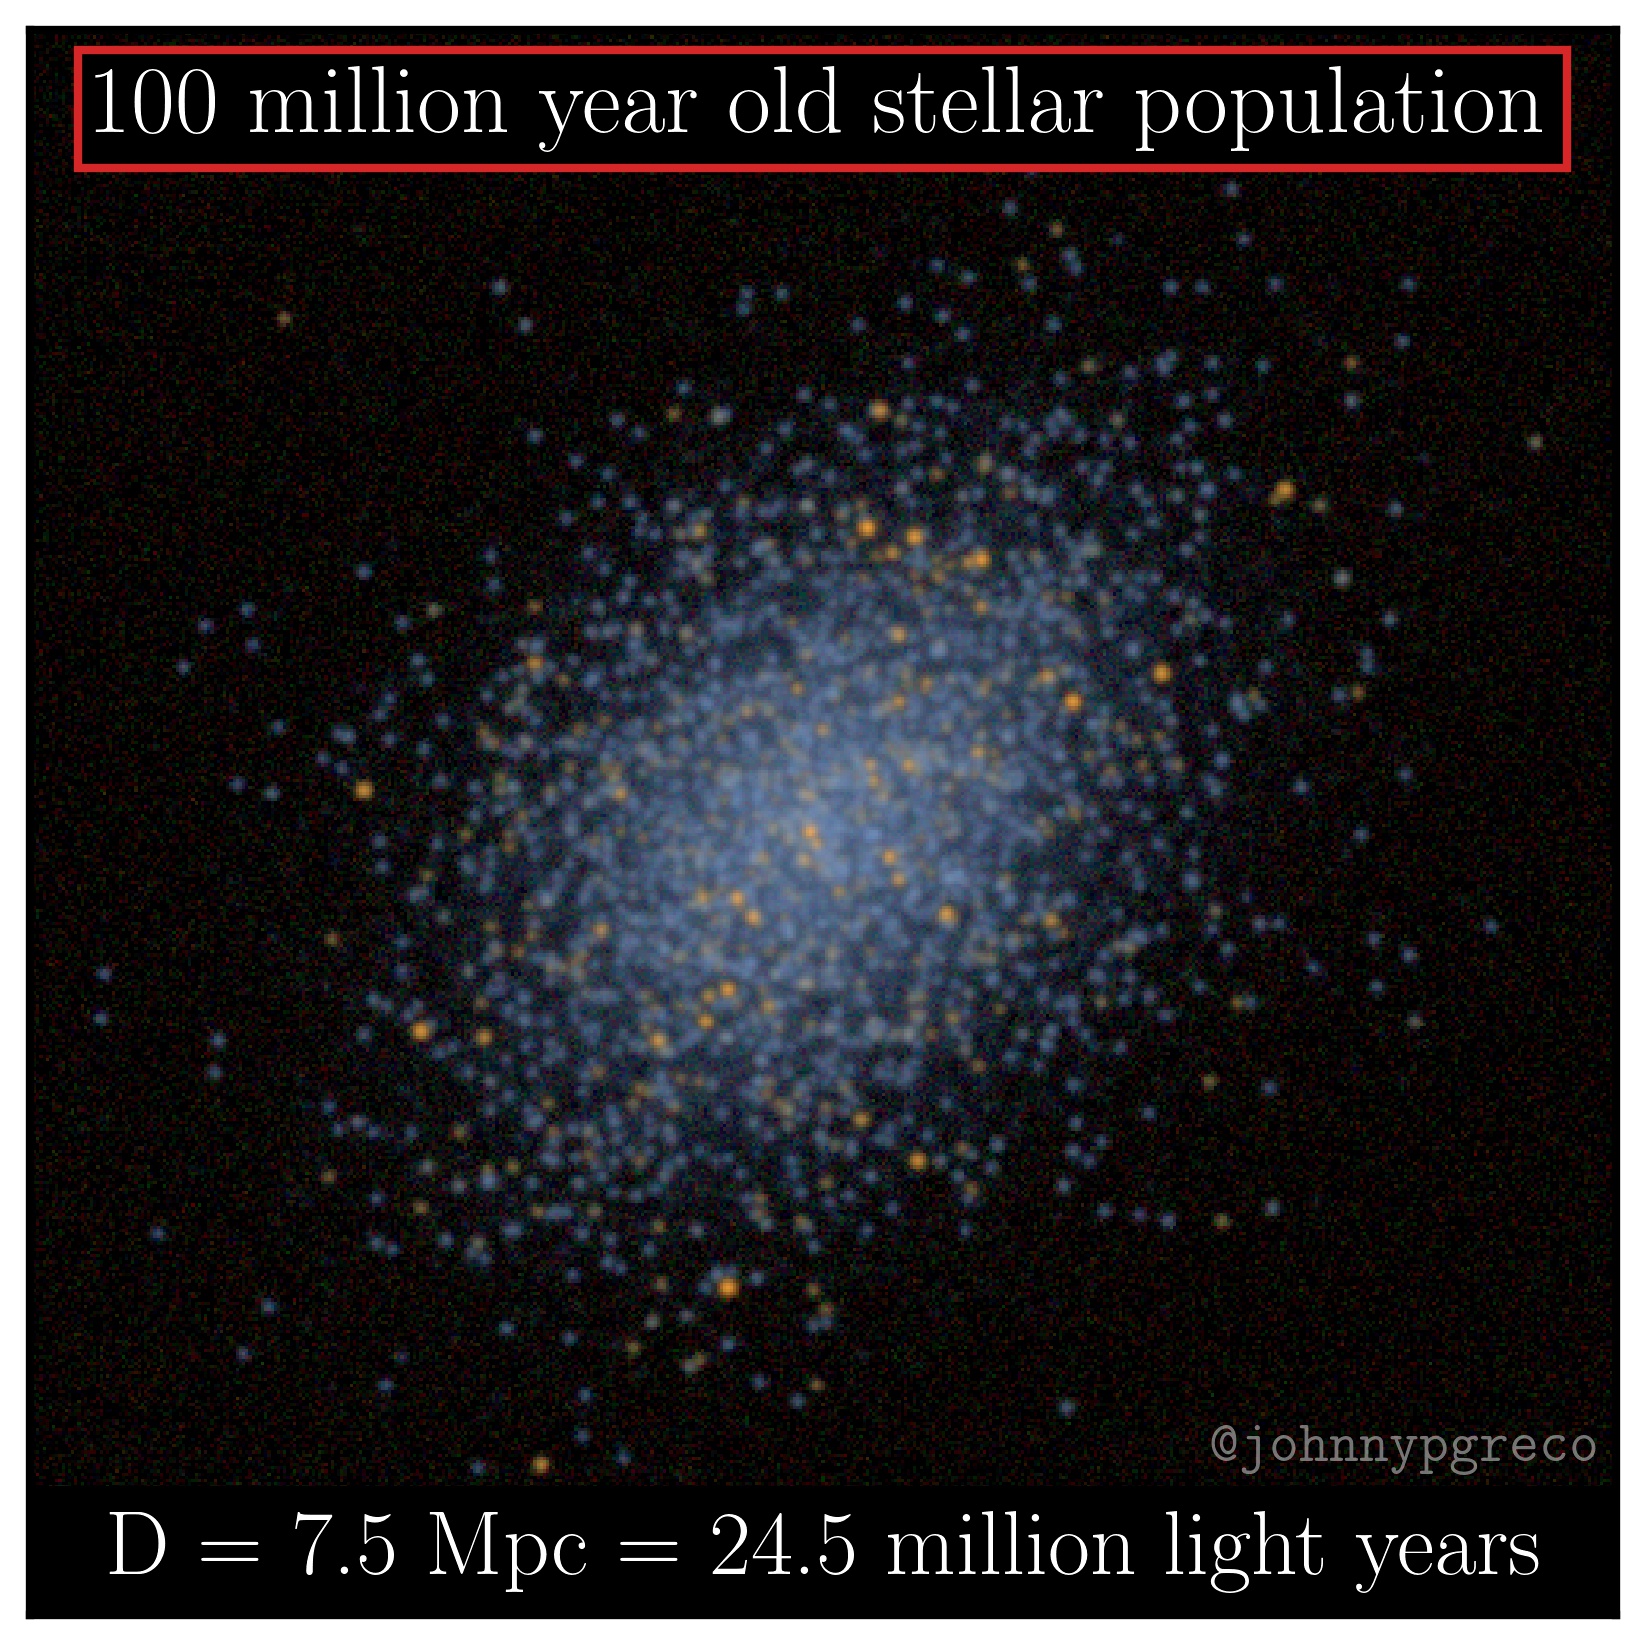 100 million year old stellar population
@johnnypgreco
D = 7.5 Mpc = 24.5 million light years